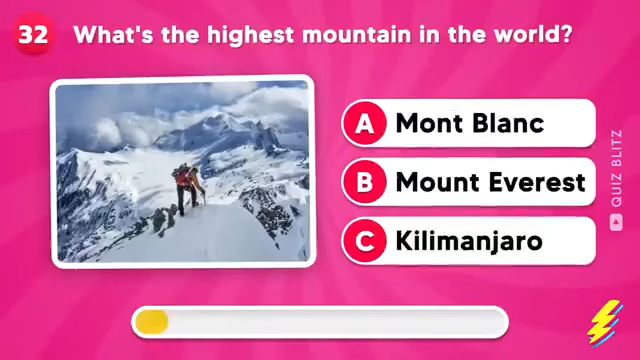 32
What's the highest mountain in the world?
A Mont Blanc
B Mount Everest
C Kilimanjaro
QUIZ BLITZ